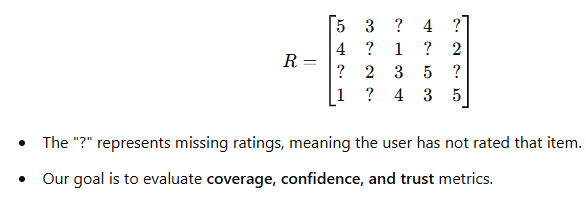 R = [5 3 ? 4 ?
4 ? 1 ? 2
? 2 3 5 ?
1 ? 4 3 5]
• The "?" represents missing ratings, meaning the user has not rated that item.
• Our goal is to evaluate coverage, confidence, and trust metrics.